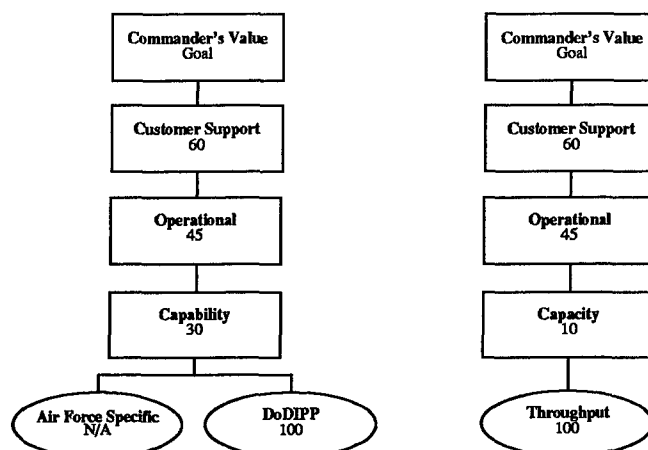 Commander's Value
Goal
Customer Support
60
Operational
45
Capability
30
Air Force Specific
N/A
DoDIPP
100
Commander's Value
Goal
Customer Support
60
Operational
45
Capacity
10
Throughput
100